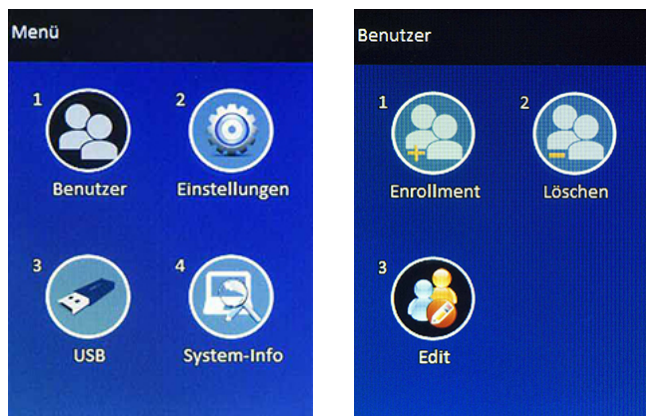 Menü
1
2
Benutzer
Einstellungen
3
4
USB
System-Info
Benutzer
1
2
Enrollment
Löschen
3
Edit